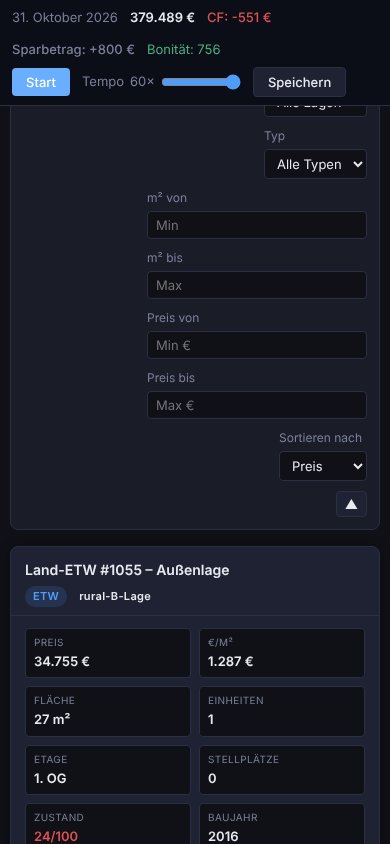 31. Oktober 2026 379.489 € CF: -551 €
Sparbetrag: +800 € Bonität: 756
Start Tempo 60× Speichern
Alle Lagen
Typ
Alle Typen
m² von
Min
m² bis
Max
Preis von
Min €
Preis bis
Max €
Sortieren nach
Preis
▲
Land-ETW #1055 – Außenlage
ETW rural-B-Lage
PREIS €/M²
34.755 € 1.287 €
FLÄCHE EINHEITEN
27 m² 1
ETAGE STELLPLÄTZE
1. OG 0
ZUSTAND BAUJAHR
24/100 2016